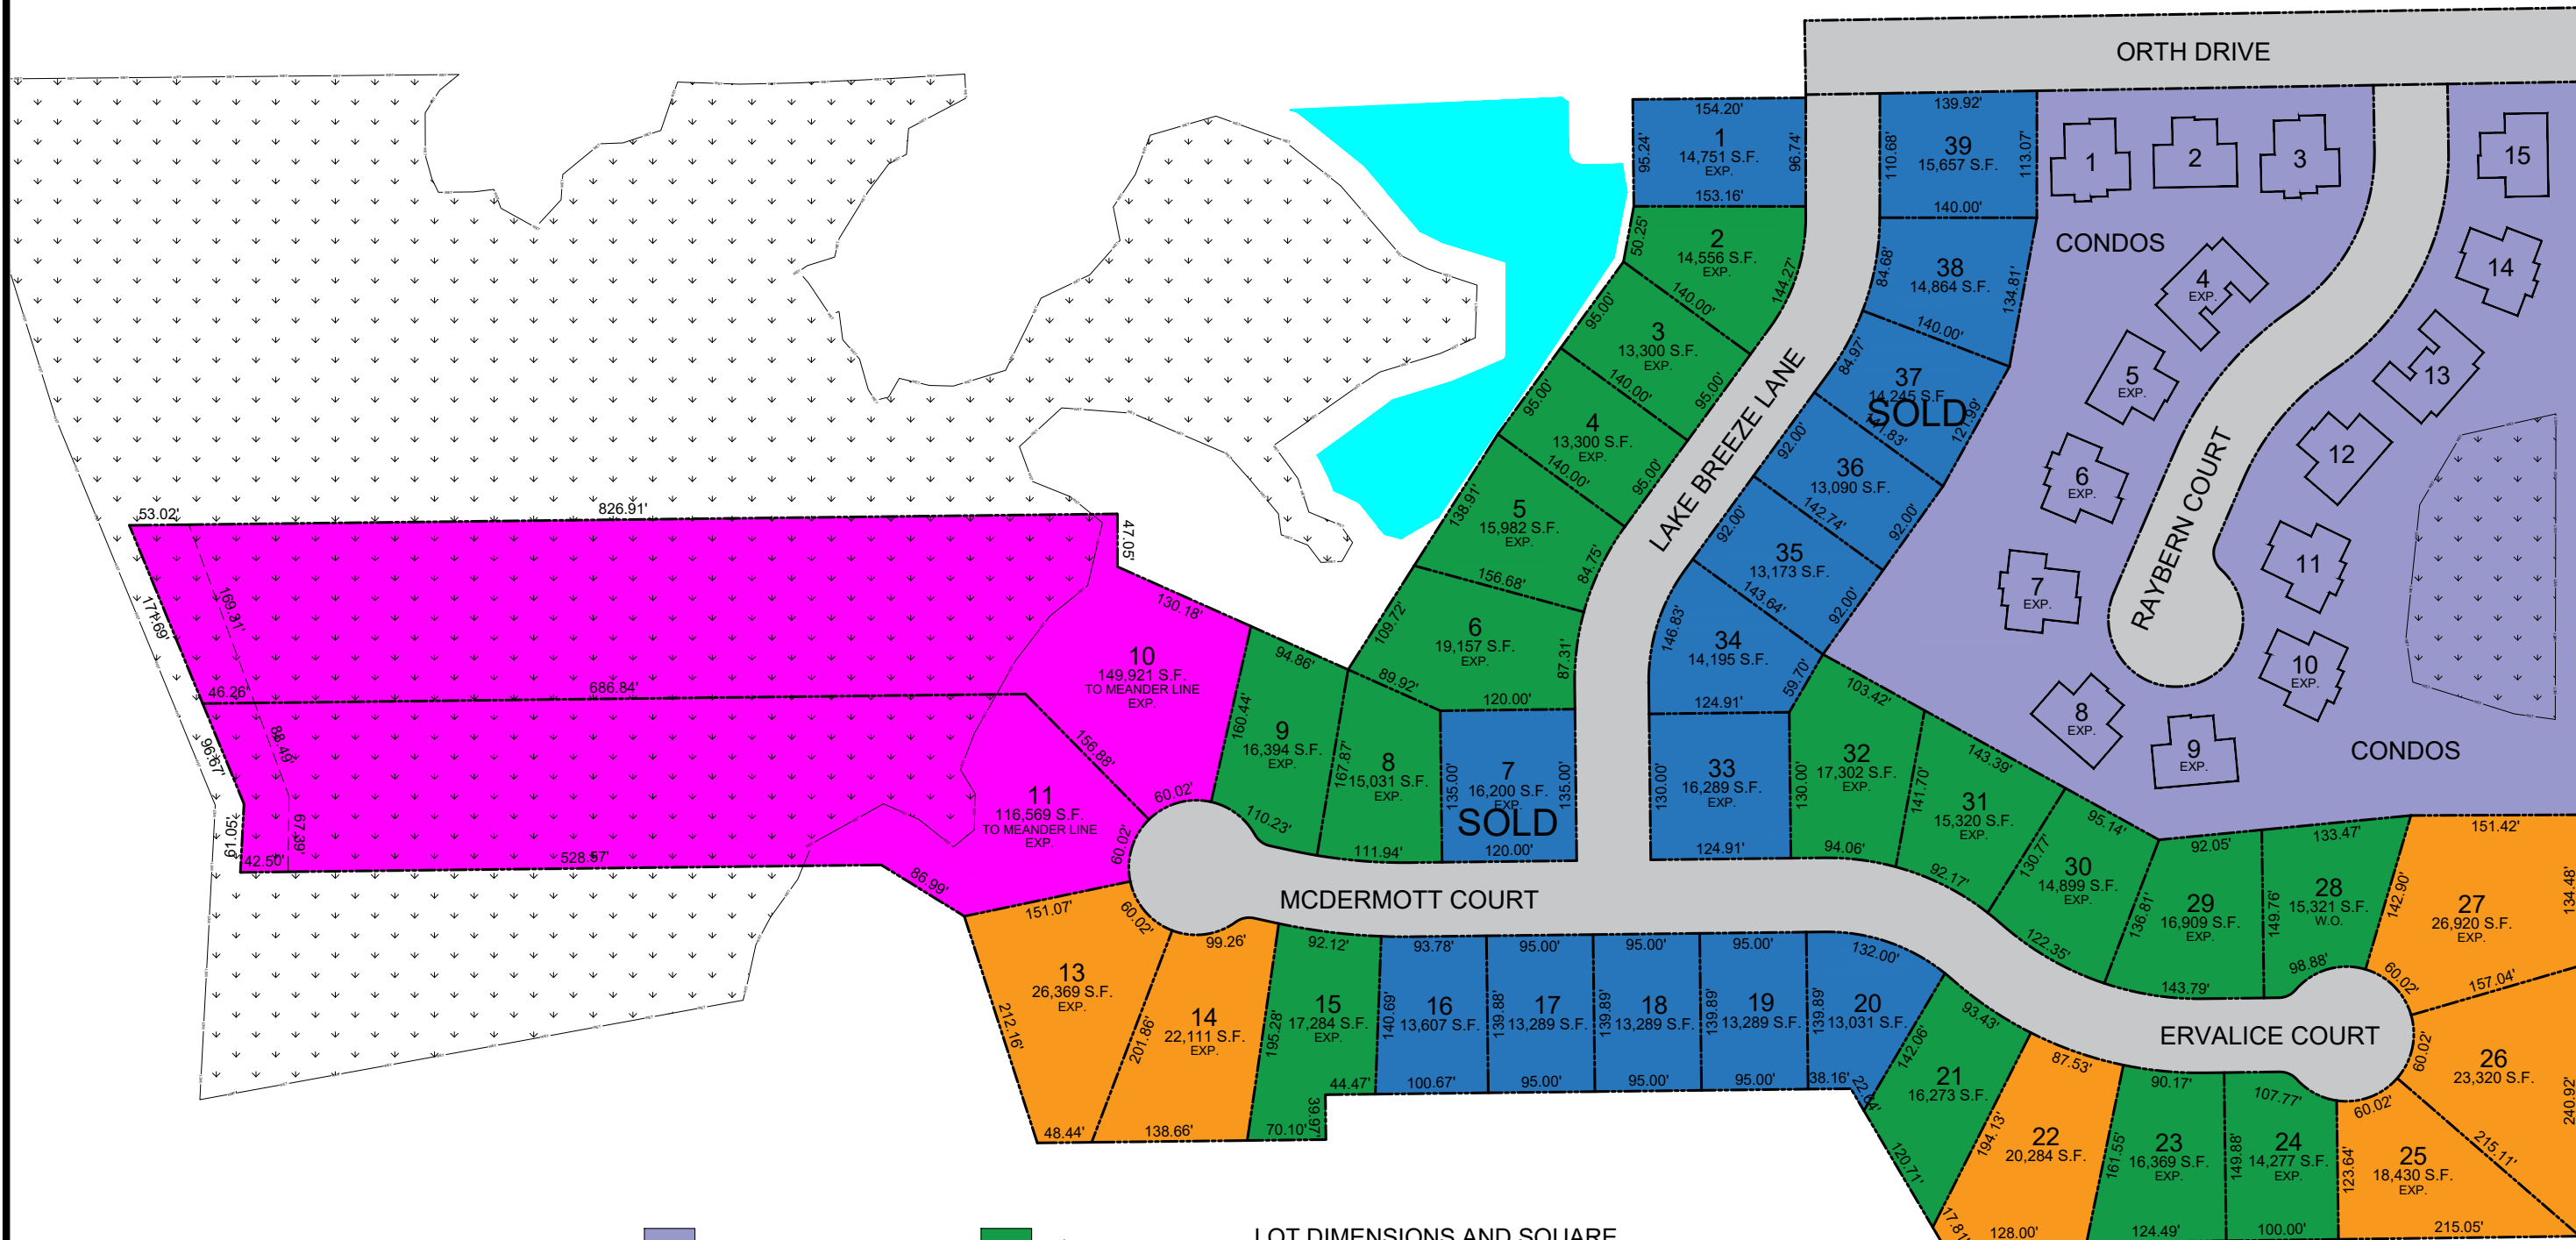 ORTH DRIVE
154.20'
95.24'
1
14,751 S.F.
EXP.
96.74'
153.16'
139.92'
110.68'
39
15,657 S.F.
113.07'
140.00'
1
2
3
15
50.25'
2
14,556 S.F.
EXP.
144.27'
140.00'
84.68'
38
14,864 S.F.
134.81'
140.00'
CONDOS
4
EXP.
14
95.00'
3
13,300 S.F.
EXP.
95.00'
140.00'
84.97'
37
14,245 S.F.
SOLD
121.99'
5
EXP.
13
95.00'
4
13,300 S.F.
EXP.
95.00'
140.00'
LAKE BREEZE LANE
92.00'
36
13,090 S.F.
92.00'
142.74'
6
EXP.
12
RAYBERN COURT
138.91'
5
15,982 S.F.
EXP.
84.75'
156.68'
92.00'
35
13,173 S.F.
92.00'
143.64'
7
EXP.
11
53.02'
826.91'
47.05'
130.18'
171.69'
169.81'
10
149,921 S.F.
TO MEANDER LINE
EXP.
109.72'
6
19,157 S.F.
EXP.
87.31'
89.92'
120.00'
146.83'
34
14,195 S.F.
59.70'
124.91'
10
EXP.
8
EXP.
9
EXP.
CONDOS
46.26'
686.84'
156.88'
60.02'
94.86'
160.44'
9
16,394 S.F.
EXP.
110.23'
167.87'
8
15,031 S.F.
EXP.
111.94'
135.00'
7
16,200 S.F.
EXP.
SOLD
135.00'
120.00'
130.00'
33
16,289 S.F.
EXP.
124.91'
130.00'
103.42'
32
17,302 S.F.
EXP.
94.06'
141.70'
143.39'
31
15,320 S.F.
EXP.
92.17'
130.77'
95.14'
30
14,899 S.F.
EXP.
122.35'
136.81'
92.05'
29
16,909 S.F.
EXP.
143.79'
149.76'
133.47'
28
15,321 S.F.
W.O.
98.88'
142.90'
151.42'
27
26,920 S.F.
EXP.
134.48'
60.02'
157.04'
96.67'
88.49'
61.05'
67.39'
42.50'
528.57'
11
116,569 S.F.
TO MEANDER LINE
EXP.
60.02'
86.99'
MCDERMOTT COURT
151.07'
13
26,369 S.F.
EXP.
60.02'
212.16'
48.44'
201.86'
99.26'
14
22,111 S.F.
EXP.
138.66'
195.28'
92.12'
15
17,284 S.F.
EXP.
44.47'
39.97'
70.10'
140.69'
93.78'
16
13,607 S.F.
100.67'
139.88'
95.00'
17
13,289 S.F.
95.00'
139.89'
95.00'
18
13,289 S.F.
95.00'
139.89'
95.00'
19
13,289 S.F.
95.00'
139.89'
132.00'
20
13,031 S.F.
38.16'
22.64'
142.06'
93.43'
21
16,273 S.F.
120.71'
194.13'
87.53'
22
20,284 S.F.
17.81'
128.00'
161.55'
90.17'
23
16,369 S.F.
EXP.
124.49'
149.88'
107.77'
24
14,277 S.F.
EXP.
100.00'
ERVALICE COURT
60.02'
123.64'
60.02'
25
18,430 S.F.
EXP.
215.05'
215.11'
26
23,320 S.F.
240.92'
LOT DIMENSIONS AND SQUARE